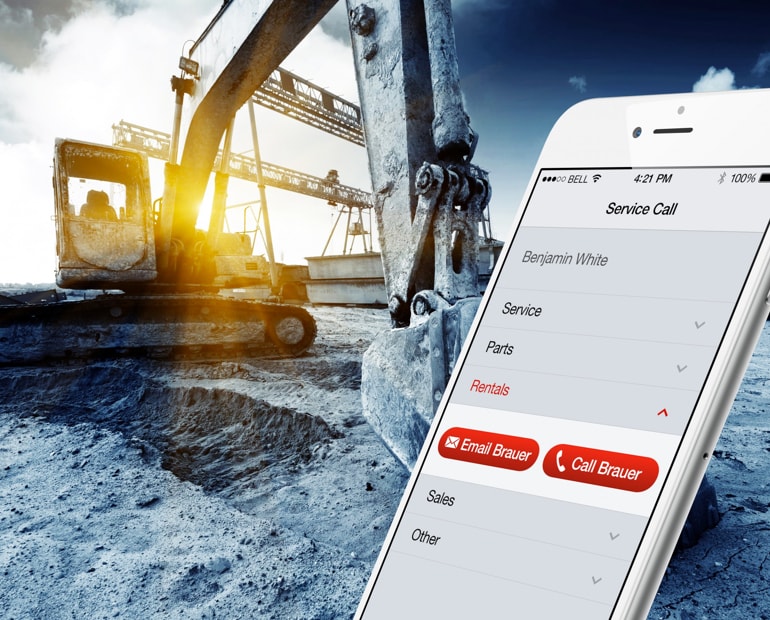 BELL 4:21 PM 100%
Service Call
Benjamin White
Service
Parts
Rentals
Email Brauer Call Brauer
Sales
Other